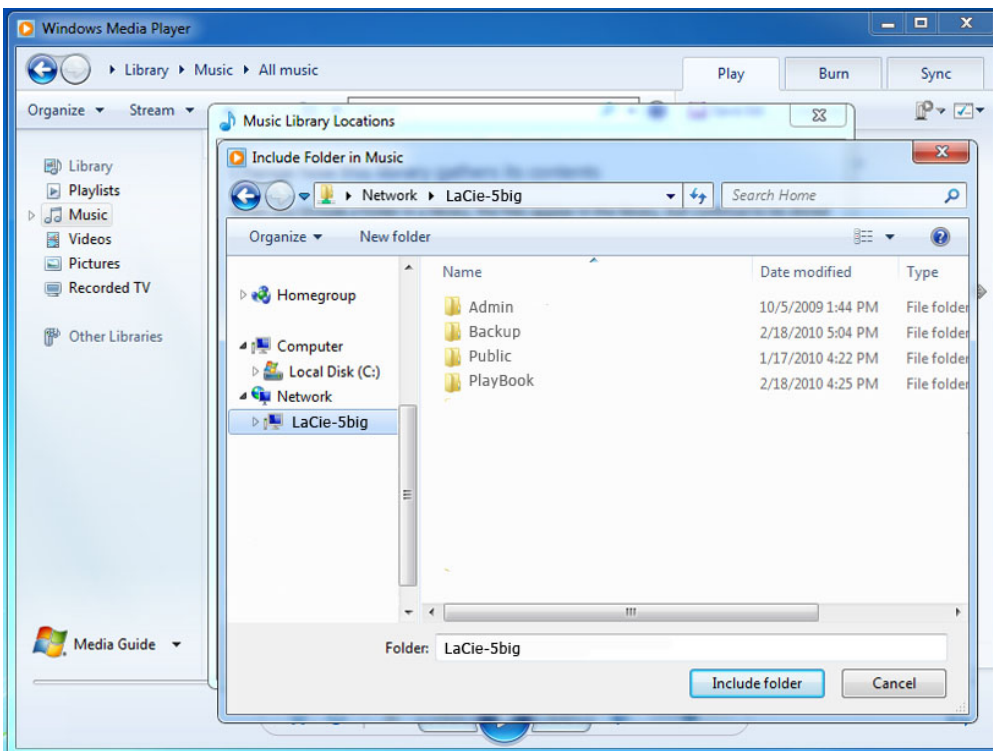 Windows Media Player
Library Music All music
Play Burn Sync
Organize Stream
Music Library Locations
Include Folder in Music
Network LaCie-5big
Search Home
Organize New folder
Library
Playlists
Music
Videos
Pictures
Recorded TV
Other Libraries
Homegroup
Computer
Local Disk (C:)
Network
LaCie-5big
Name Date modified Type
Admin 10/5/2009 1:44 PM File folder
Backup 2/18/2010 5:04 PM File folder
Public 1/17/2010 4:22 PM File folder
PlayBook 2/18/2010 4:25 PM File folder
Media Guide
Folder: LaCie-5big
Include folder Cancel